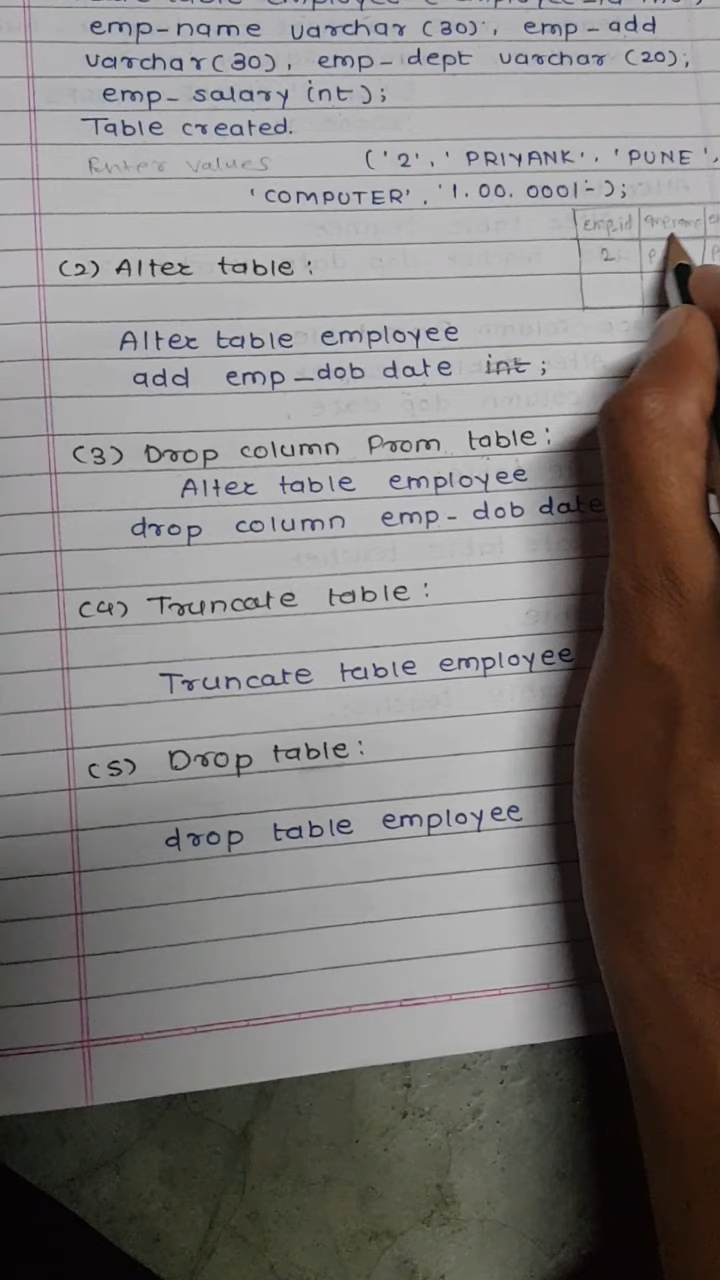 emp-name varchar (30), emp-add
varchar(30), emp-dept varchar (20);
emp-salary int);
Table created.
Enter values ('2', 'PRIYANK', 'PUNE',
'COMPUTER', '1.00.000/-);
emp.id
2 P
(2) Alter table:
Alter table employee
add emp_dob date int;
(3) Drop column from table:
Alter table employee
drop column emp-dob date
(4) Truncate table:
Truncate table employee
(5) Drop table:
drop table employee